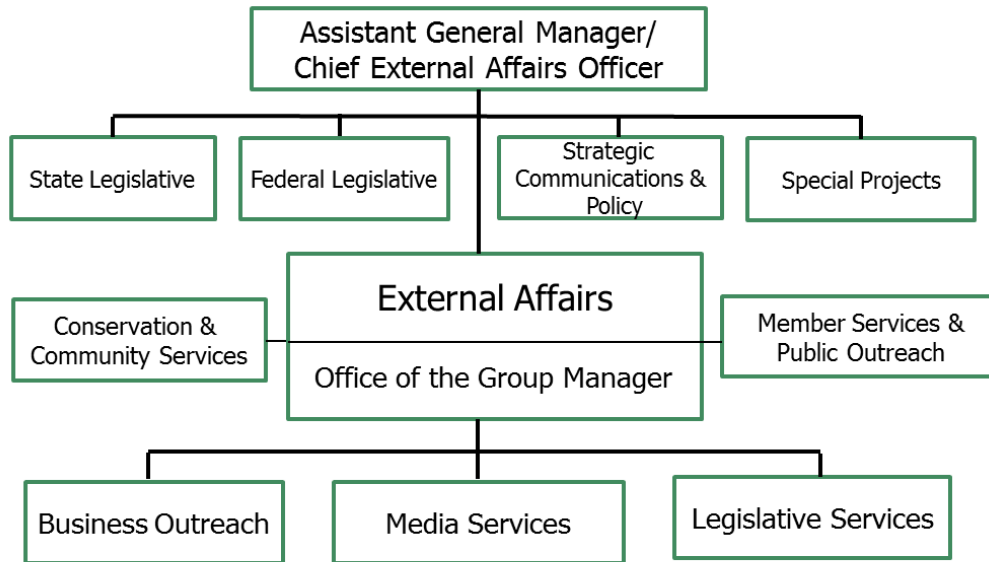 Assistant General Manager/
Chief External Affairs Officer
State Legislative
Federal Legislative
Strategic
Communications &
Policy
Special Projects
External Affairs
Office of the Group Manager
Conservation &
Community Services
Member Services &
Public Outreach
Business Outreach
Media Services
Legislative Services